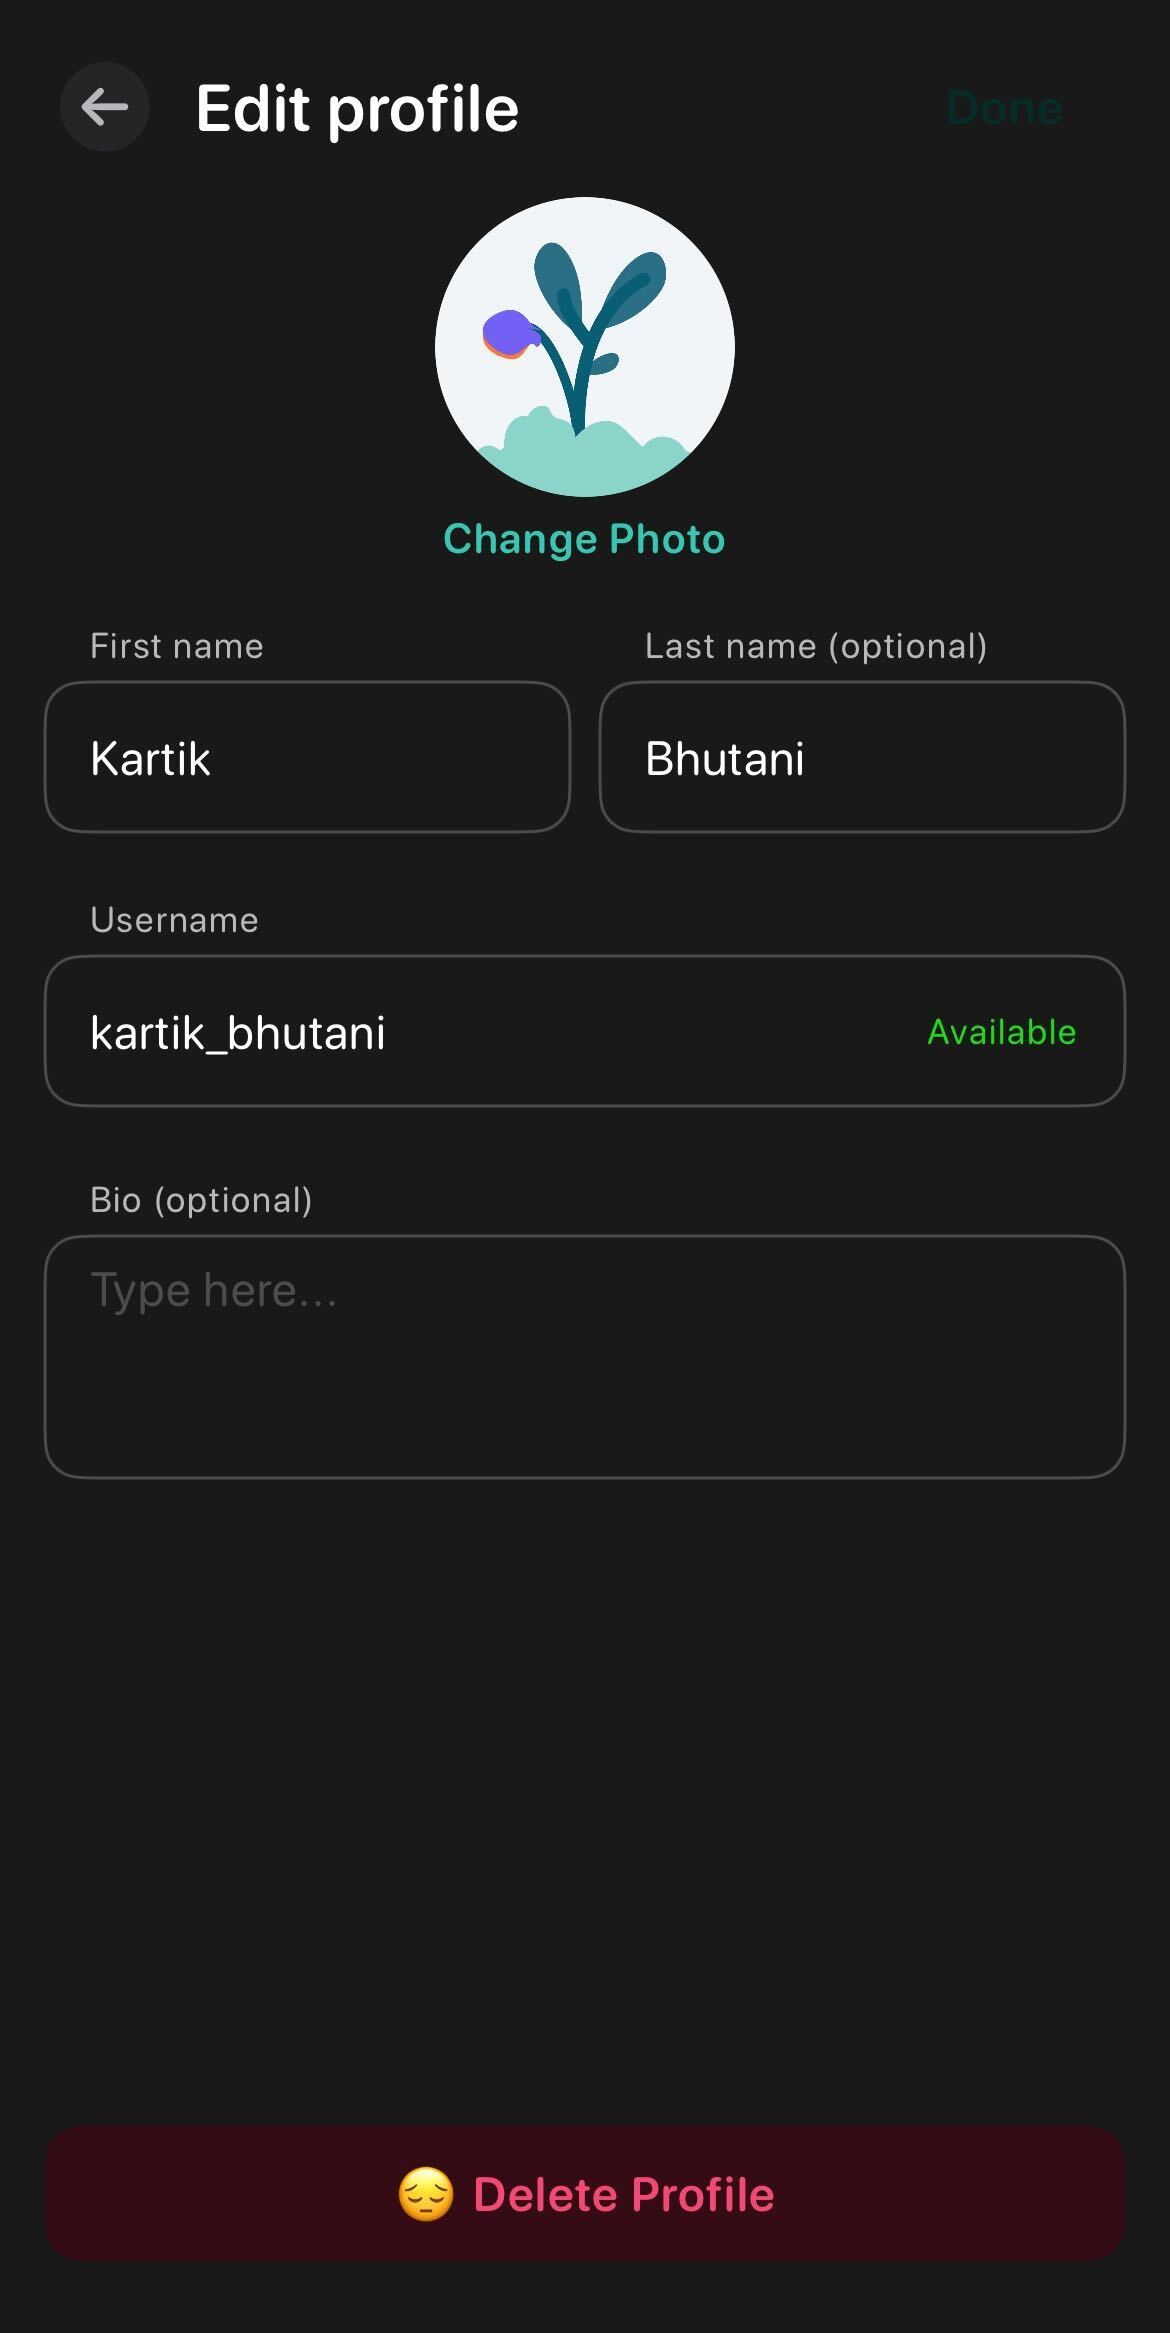 Edit profile
Done
Change Photo
First name
Last name (optional)
Kartik
Bhutani
Username
kartik_bhutani
Available
Bio (optional)
Type here...
😔 Delete Profile